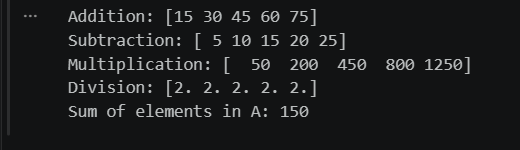 ... Addition: [15 30 45 60 75]
Subtraction: [ 5 10 15 20 25]
Multiplication: [  50  200  450  800 1250]
Division: [2. 2. 2. 2. 2.]
Sum of elements in A: 150